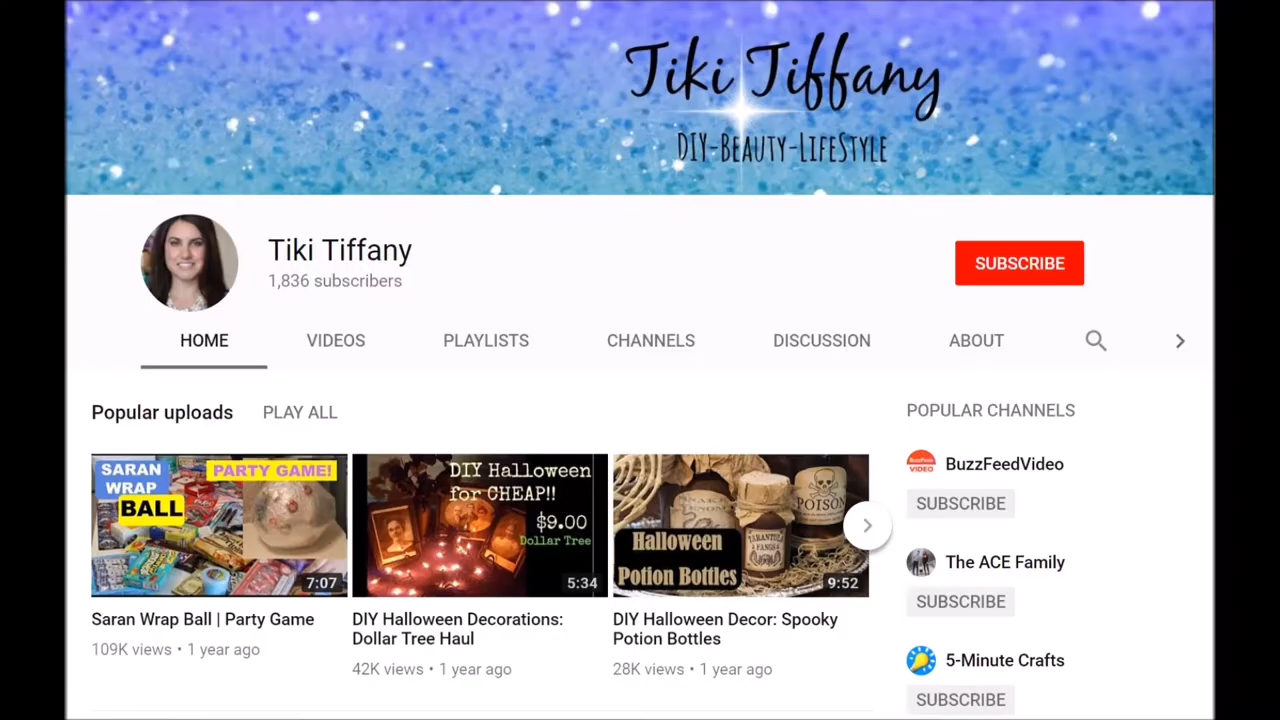 Tiki Tiffany
DIY-BEAUTY-LIFESTYLE
Tiki Tiffany
1,836 subscribers
SUBSCRIBE
HOME VIDEOS PLAYLISTS CHANNELS DISCUSSION ABOUT
Popular uploads PLAY ALL
SARAN
WRAP
BALL
PARTY GAME!
7:07
DIY Halloween
for CHEAP!!
$9.00
Dollar Tree
5:34
POISON
TARANTULA
FANGS
Halloween
Potion Bottles
9:52
Saran Wrap Ball | Party Game
109K views • 1 year ago
DIY Halloween Decorations:
Dollar Tree Haul
42K views • 1 year ago
DIY Halloween Decor: Spooky
Potion Bottles
28K views • 1 year ago
POPULAR CHANNELS
BuzzFeed
VIDEO
BuzzFeedVideo
SUBSCRIBE
The ACE Family
SUBSCRIBE
5-Minute Crafts
SUBSCRIBE